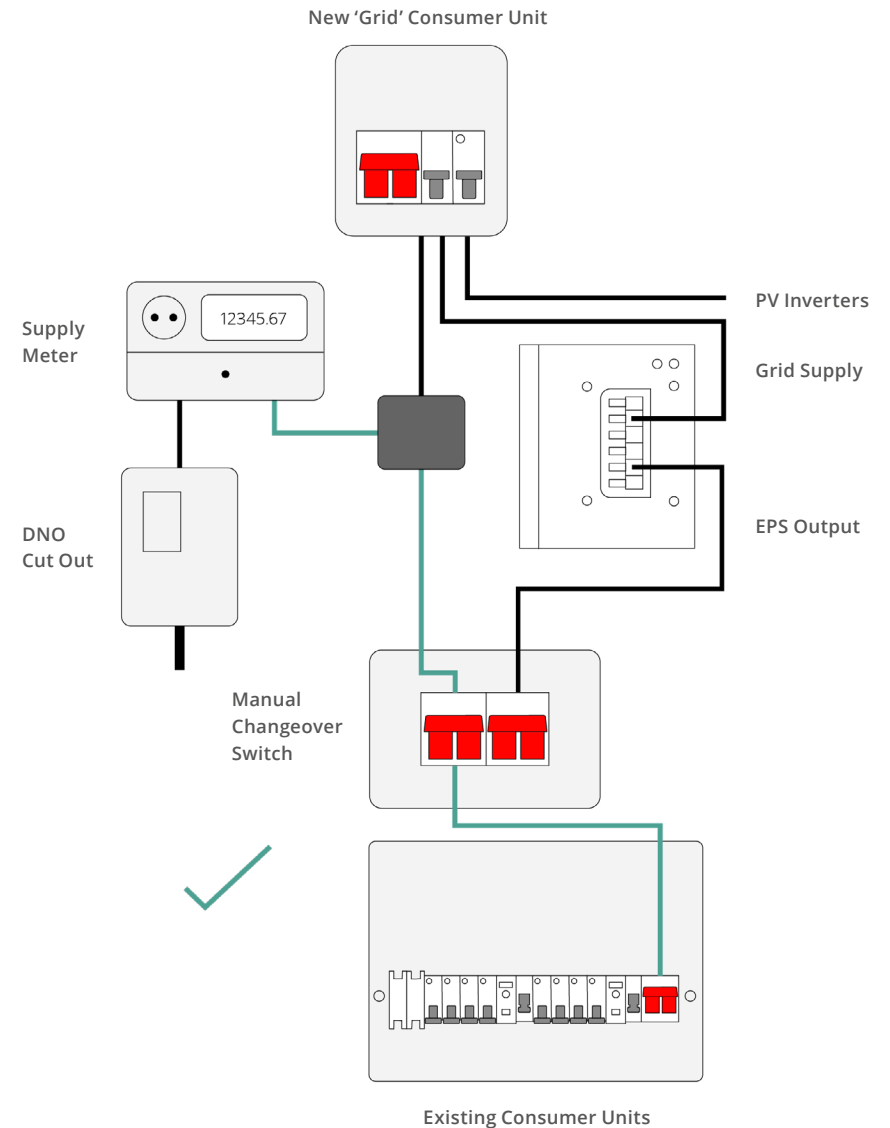 New ‘Grid’ Consumer Unit
Supply
Meter
12345.67
PV Inverters
Grid Supply
DNO
Cut Out
EPS Output
Manual
Changeover
Switch
Existing Consumer Units